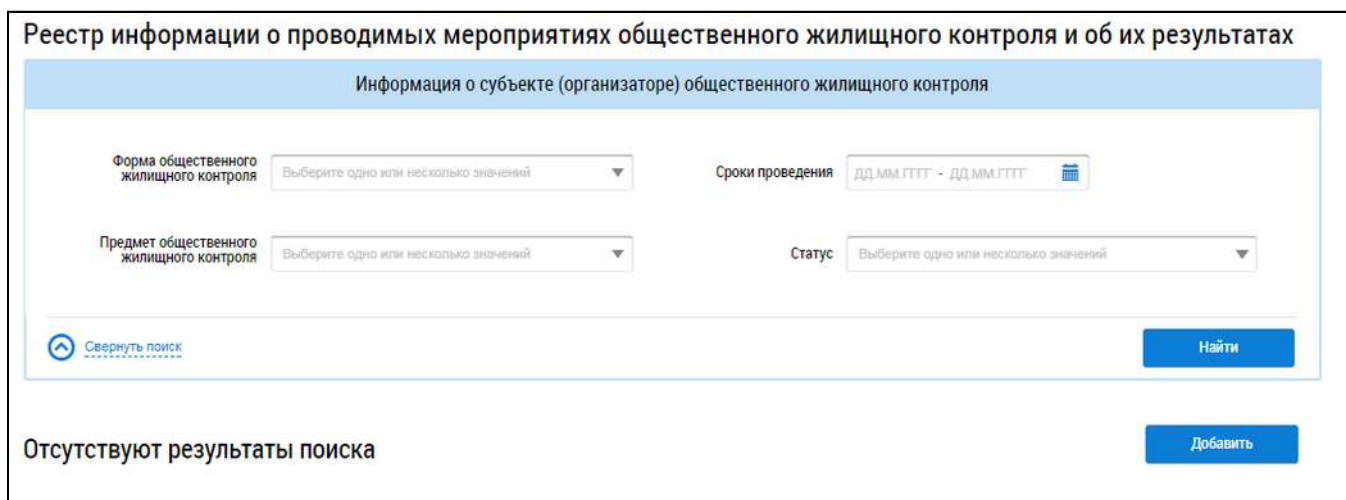 Реестр информации о проводимых мероприятиях общественного жилищного контроля и об их результатах
Информация о субъекте (организаторе) общественного жилищного контроля
Форма общественного
жилищного контроля
Выберите одно или несколько значений
Сроки проведения
ДД.ММ.ГГГГ - ДД.ММ.ГГГГ
Предмет общественного
жилищного контроля
Выберите одно или несколько значений
Статус
Выберите одно или несколько значений
Свернуть поиск
Найти
Отсутствуют результаты поиска
Добавить